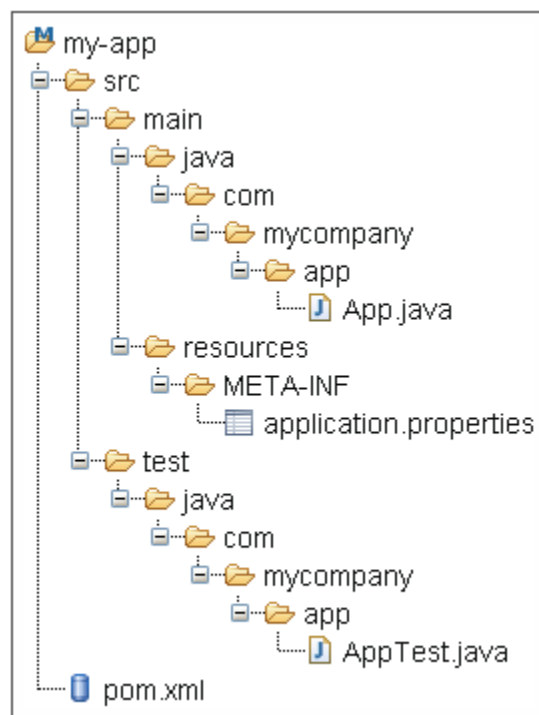 my-app
src
main
java
com
mycompany
app
App.java
resources
META-INF
application.properties
test
java
com
mycompany
app
AppTest.java
pom.xml